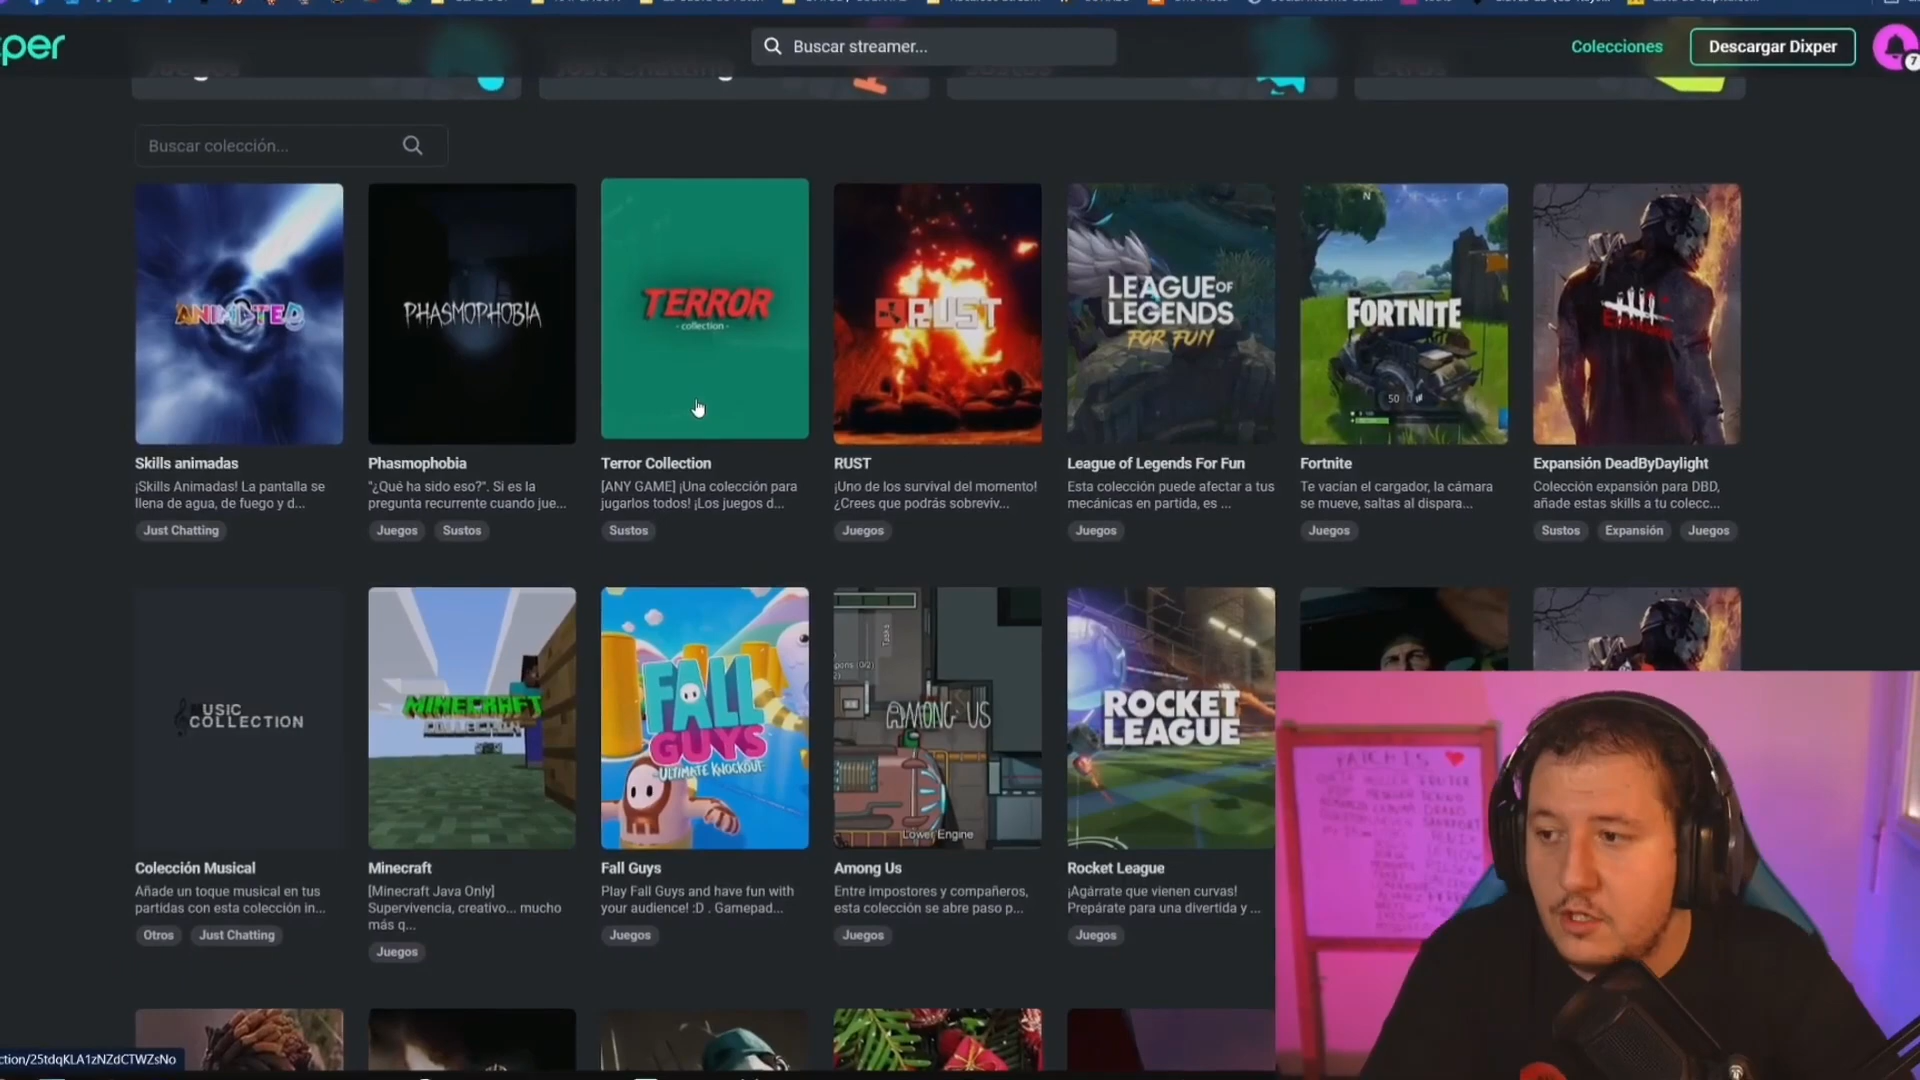 xper
Buscar streamer...
Colecciones
Descargar Dixper
7
Buscar colección...
ANIMATED
PHASMOPHOBIA
TERROR
- collection -
RUST
LEAGUE OF
LEGENDS
FOR FUN
N
E
FORTNITE
50
Skills animadas
¡Skills Animadas! La pantalla se
llena de agua, de fuego y d...
Just Chatting
Phasmophobia
"¿Qué ha sido eso?". Si es la
pregunta recurrente cuando jue...
Juegos Sustos
Terror Collection
[ANY GAME] ¡Una colección para
jugarlos todos! ¡Los juegos d...
Sustos
RUST
¡Uno de los survival del momento!
¿Crees que podrás sobreviv...
Juegos
League of Legends For Fun
Esta colección puede afectar a tus
mecánicas en partida, es ...
Juegos
Fortnite
Te vacían el cargador, la cámara
se mueve, saltas al dispara...
Juegos
Expansión DeadByDaylight
Colección expansión para DBD,
añade estas skills a tu colecc...
Sustos Expansión Juegos
MUSIC
COLLECTION
MINECRAFT
COLLECTION
FALL
GUYS
ULTIMATE KNOCKOUT
AMONG US
Lower Engine
ROCKET
LEAGUE
Colección Musical
Añade un toque musical en tus
partidas con esta colección in...
Otros Just Chatting
Minecraft
[Minecraft Java Only]
Supervivencia, creativo... mucho
más q...
Juegos
Fall Guys
Play Fall Guys and have fun with
your audience! :D . Gamepad...
Juegos
Among Us
Entre impostores y compañeros,
esta colección se abre paso p...
Juegos
Rocket League
¡Agárrate que vienen curvas!
Prepárate para una divertida y ...
Juegos
ction/25tdqKLA1zNZdCTWZsNo